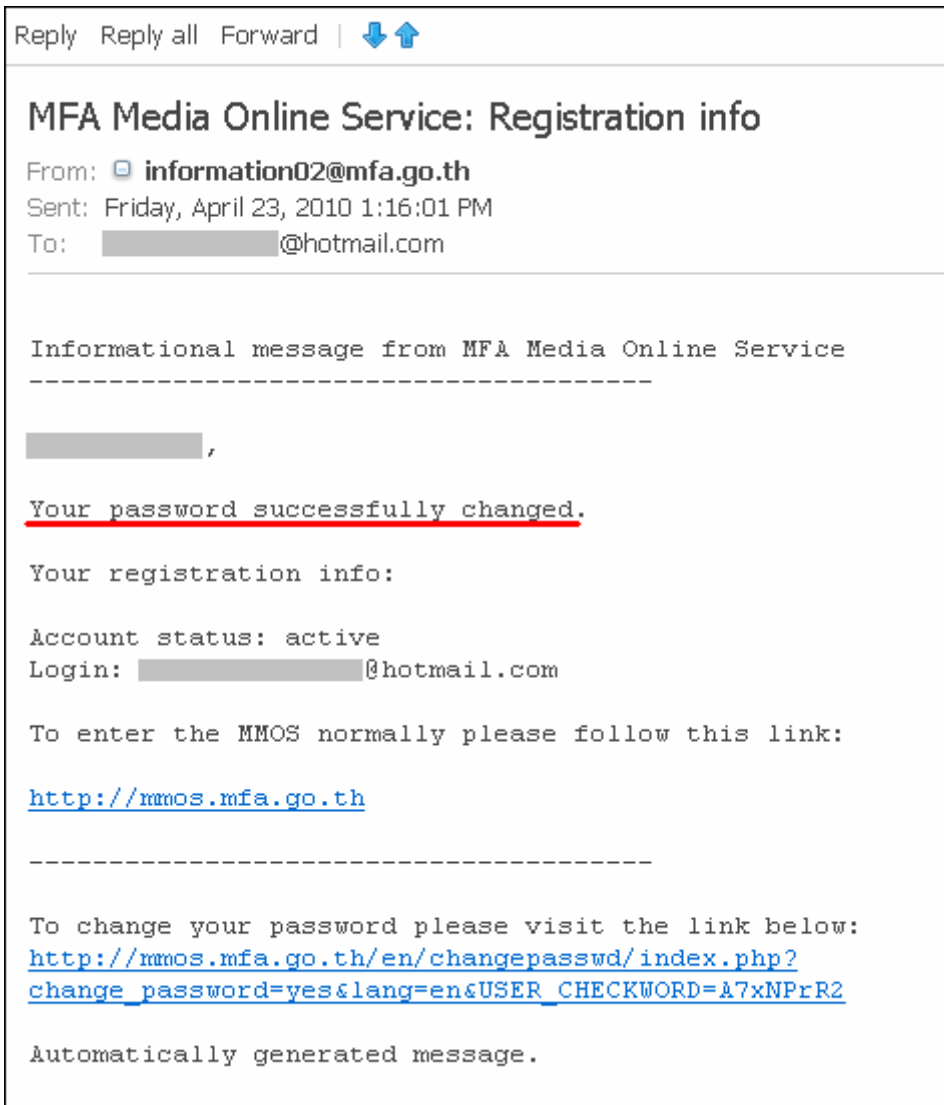 Reply Reply all Forward |
MFA Media Online Service: Registration info
From: information02@mfa.go.th
Sent: Friday, April 23, 2010 1:16:01 PM
To: @hotmail.com
Informational message from MFA Media Online Service
---------------------------------------
,
Your password successfully changed.
Your registration info:
Account status: active
Login: @hotmail.com
To enter the MMOS normally please follow this link:
http://mmos.mfa.go.th
---------------------------------------
To change your password please visit the link below:
http://mmos.mfa.go.th/en/changepasswd/index.php?
change_password=yes&lang=en&USER_CHECKWORD=A7xNPrR2
Automatically generated message.